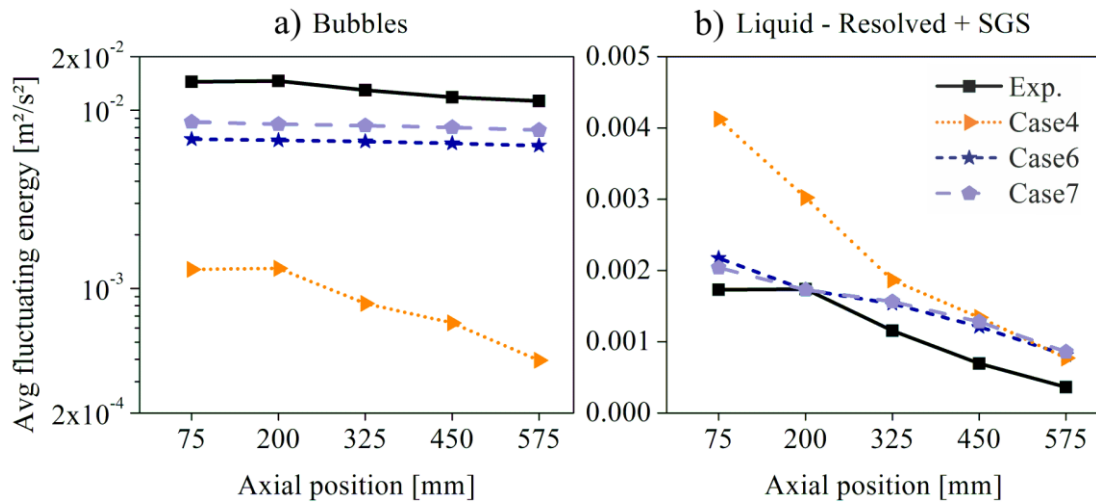 a) Bubbles
b) Liquid - Resolved + SGS
Avg fluctuating energy [m²/s²]
2x10⁻²
10⁻²
10⁻³
2x10⁻⁴
75 200 325 450 575
Axial position [mm]
0.005
0.004
0.003
0.002
0.001
0.000
Exp.
Case4
Case6
Case7
75 200 325 450 575
Axial position [mm]